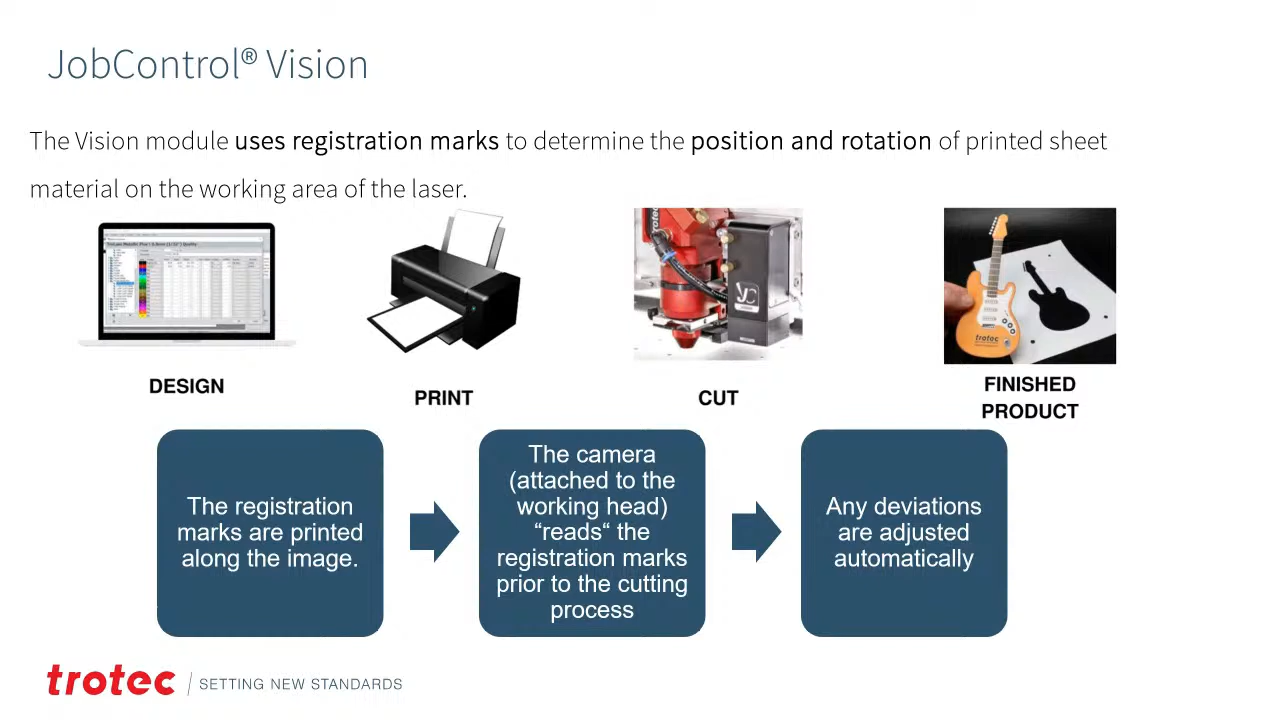 JobControl® Vision
The Vision module uses registration marks to determine the position and rotation of printed sheet
material on the working area of the laser.
trotec
trotec
DESIGN
PRINT
CUT
FINISHED
PRODUCT
The registration
marks are printed
along the image.
The camera
(attached to the
working head)
“reads“ the
registration marks
prior to the cutting
process
Any deviations
are adjusted
automatically
trotec
SETTING NEW STANDARDS